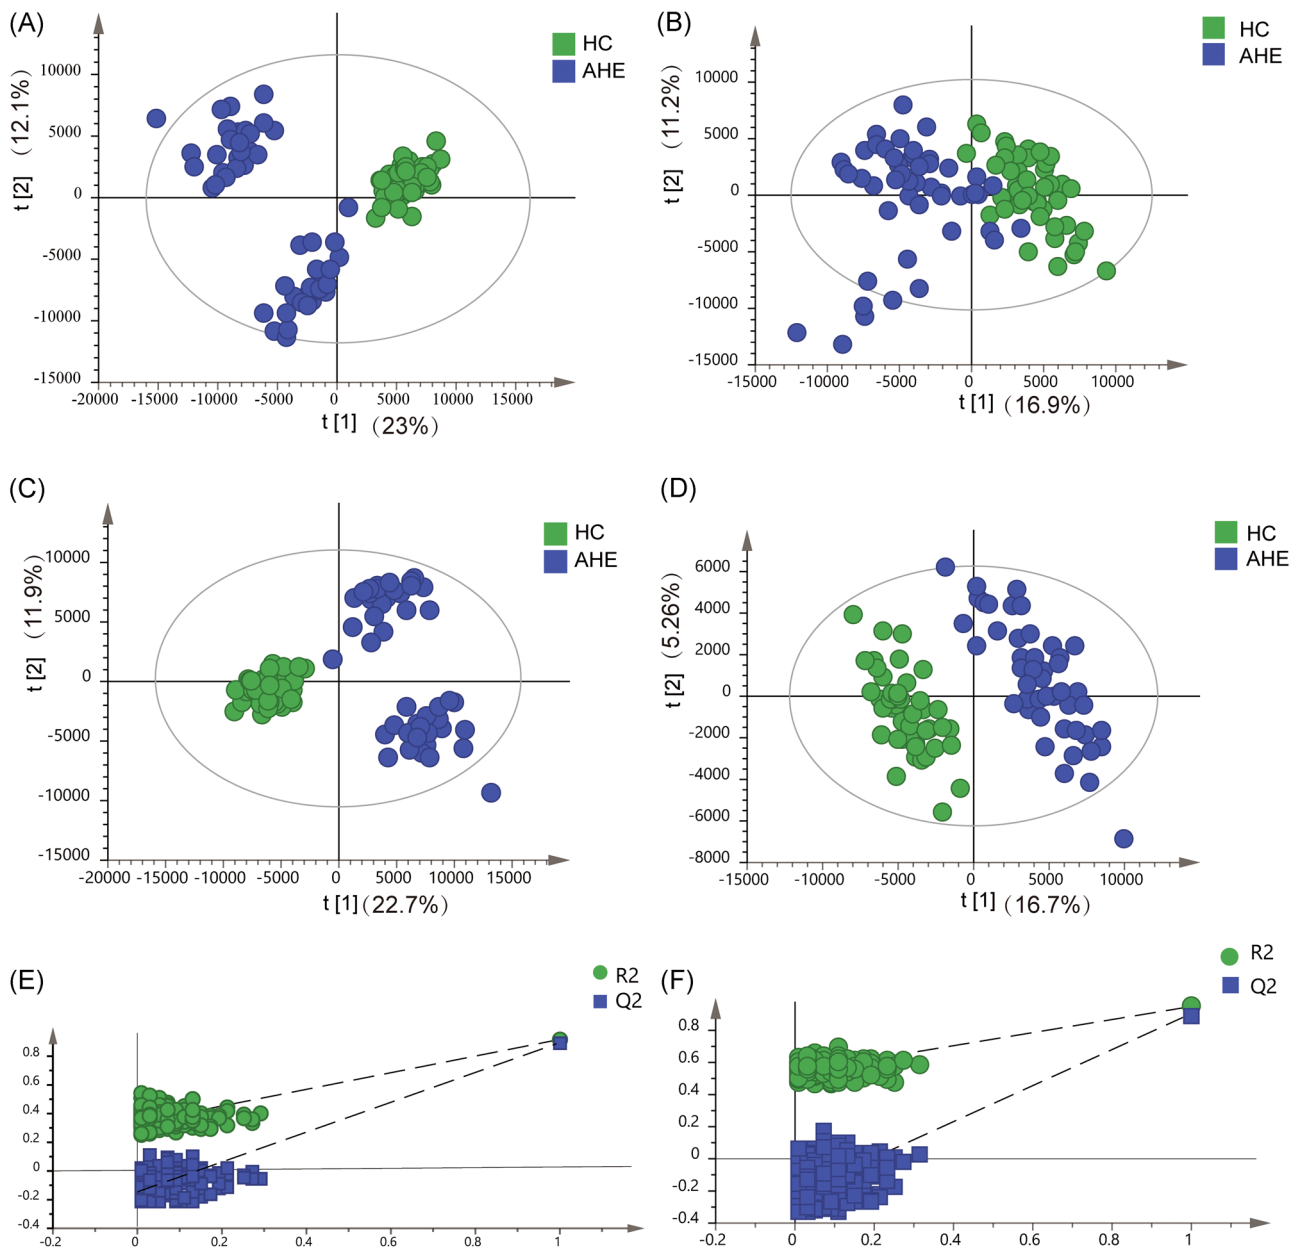 (A)
HC
AHE
t [2] (12.1%)
10000
5000
0
-5000
-10000
-15000
-20000 -15000 -10000 -5000 0 5000 10000 15000
t [1] (23%)
(B)
HC
AHE
t [2] (11.2%)
10000
5000
0
-5000
-10000
-15000
-15000 -10000 -5000 0 5000 10000
t [1] (16.9%)
(C)
HC
AHE
t [2] (11.9%)
10000
5000
0
-5000
-10000
-15000
-20000 -15000 -10000 -5000 0 5000 10000 15000
t [1] (22.7%)
(D)
HC
AHE
t [2] (5.26%)
6000
4000
2000
0
-2000
-4000
-6000
-8000
-15000 -10000 -5000 0 5000 10000
t [1] (16.7%)
(E)
R2
Q2
0.8
0.6
0.4
0.2
0
-0.2
-0.4
-0.2 0 0.2 0.4 0.6 0.8 1
(F)
R2
Q2
0.8
0.6
0.4
0.2
0
-0.2
-0.4
-0.2 0 0.2 0.4 0.6 0.8 1